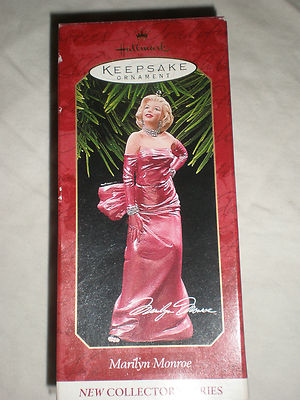 Hallmark
KEEPSAKE
ORNAMENT
Marilyn Monroe
Marilyn Monroe
NEW COLLECTOR'S SERIES